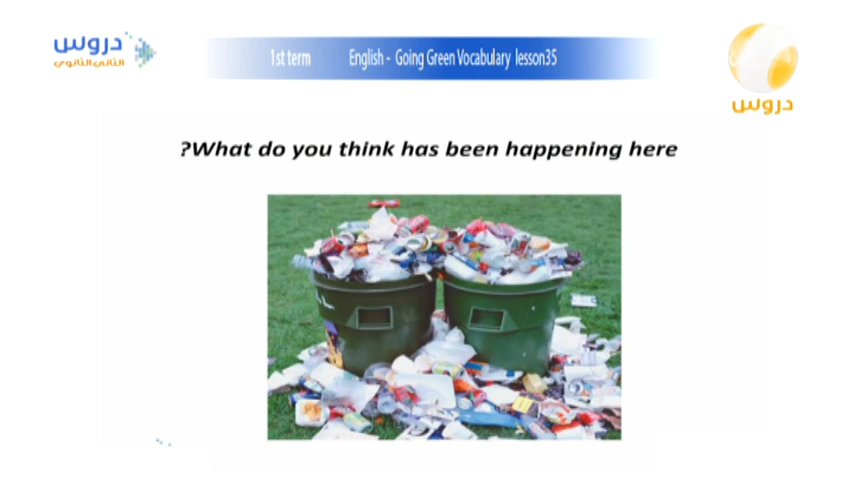 دروس
الثاني الثانوي
1st term English - Going Green Vocabulary lesson35
دروس
?What do you think has been happening here